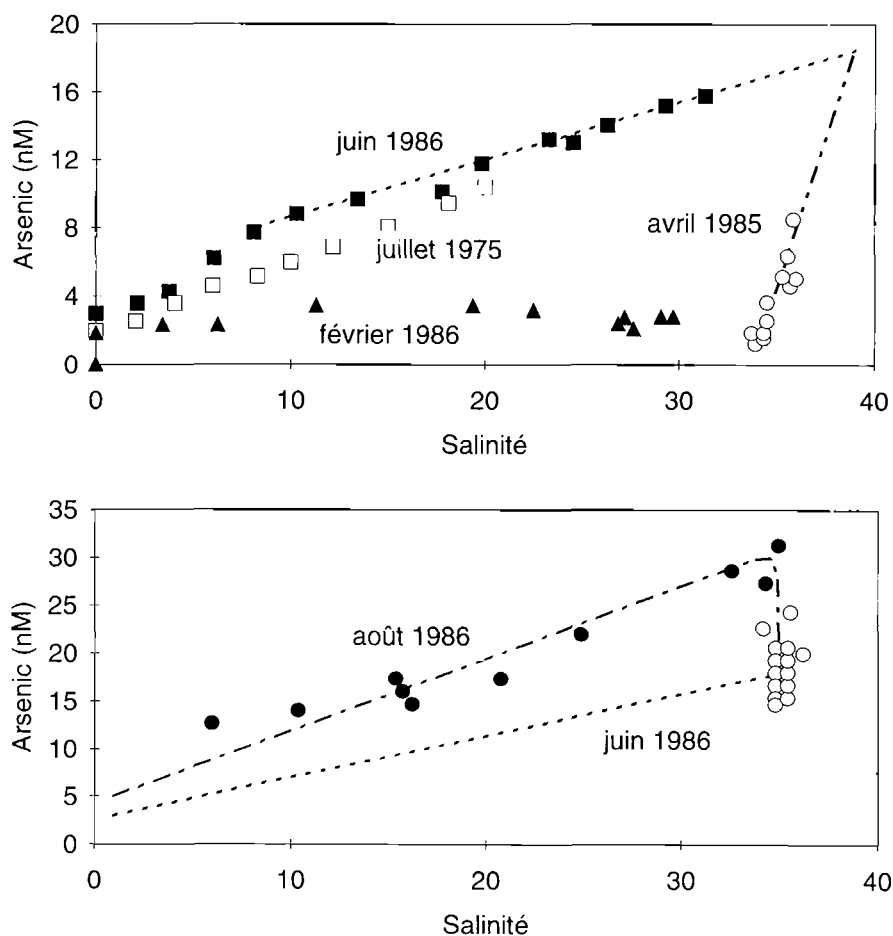 20
16
12
8
4
0
Arsenic (nM)
juin 1986
juillet 1975
février 1986
avril 1985
0 10 20 30 40
Salinité
35
30
25
20
15
10
5
0
Arsenic (nM)
août 1986
juin 1986
0 10 20 30 40
Salinité